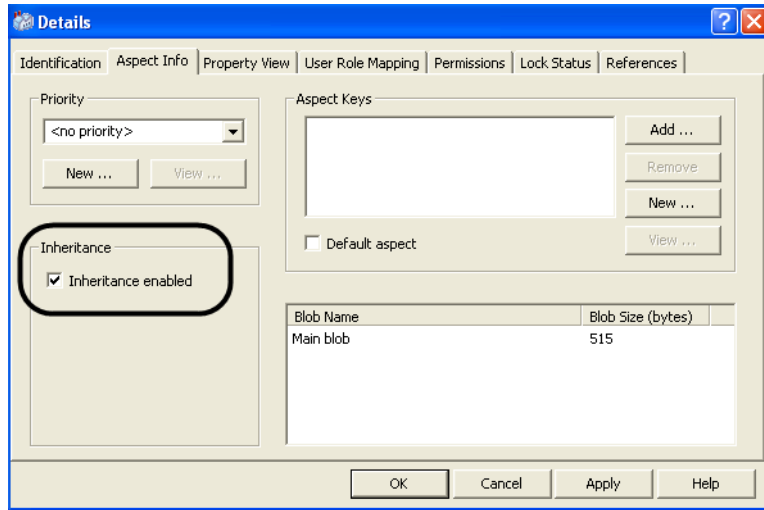 Details
Identification Aspect Info Property View User Role Mapping Permissions Lock Status References
Priority
<no priority>
New ... View ...
Inheritance
Inheritance enabled
Aspect Keys
Add ...
Remove
New ...
View ...
Default aspect
Blob Name Blob Size (bytes)
Main blob 515
OK Cancel Apply Help